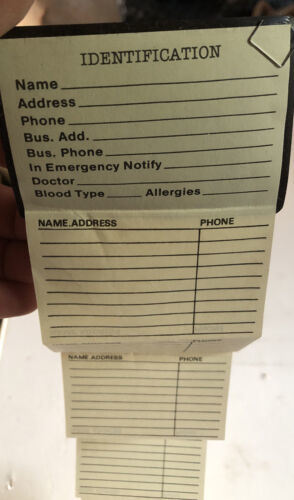 IDENTIFICATION
Name
Address
Phone
Bus. Add.
Bus. Phone
In Emergency Notify
Doctor
Blood Type Allergies
NAME.ADDRESS PHONE
PHONE
NAME ADDRESS PHONE